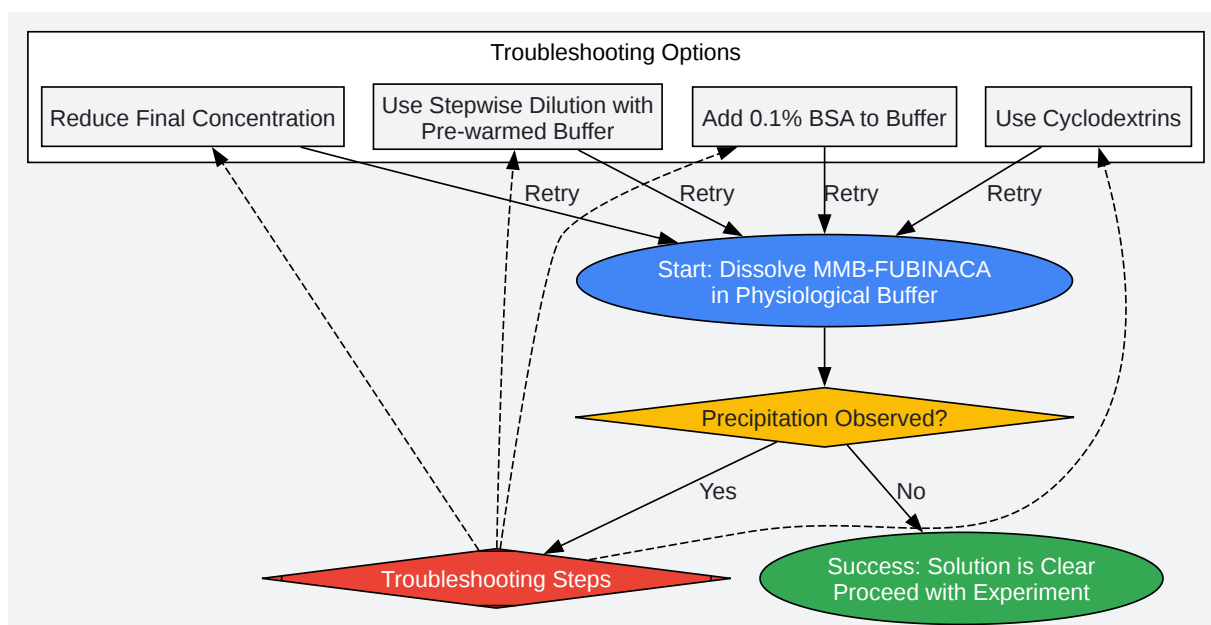 Troubleshooting Options
Reduce Final Concentration
Use Stepwise Dilution with
Pre-warmed Buffer
Add 0.1% BSA to Buffer
Use Cyclodextrins
Retry
Retry
Retry
Retry
Start: Dissolve MMB-FUBINACA
in Physiological Buffer
Precipitation Observed?
Yes
No
Troubleshooting Steps
Success: Solution is Clear
Proceed with Experiment